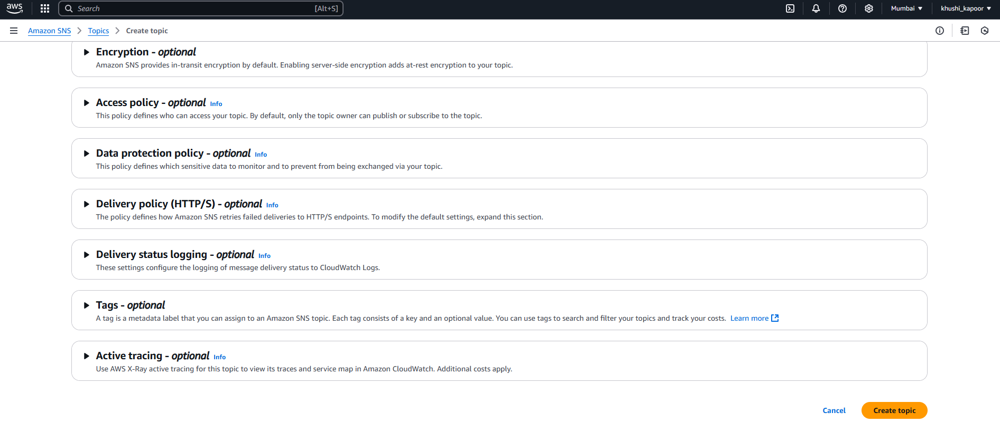 aws
Search
[Alt+S]
Mumbai
khushi_kapoor
Amazon SNS
Topics
Create topic
Encryption - optional
Amazon SNS provides in-transit encryption by default. Enabling server-side encryption adds at-rest encryption to your topic.
Access policy - optional Info
This policy defines who can access your topic. By default, only the topic owner can publish or subscribe to the topic.
Data protection policy - optional Info
This policy defines which sensitive data to monitor and to prevent from being exchanged via your topic.
Delivery policy (HTTP/S) - optional Info
The policy defines how Amazon SNS retries failed deliveries to HTTP/S endpoints. To modify the default settings, expand this section.
Delivery status logging - optional Info
These settings configure the logging of message delivery status to CloudWatch Logs.
Tags - optional
A tag is a metadata label that you can assign to an Amazon SNS topic. Each tag consists of a key and an optional value. You can use tags to search and filter your topics and track your costs. Learn more
Active tracing - optional Info
Use AWS X-Ray active tracing for this topic to view its traces and service map in Amazon CloudWatch. Additional costs apply.
Cancel
Create topic